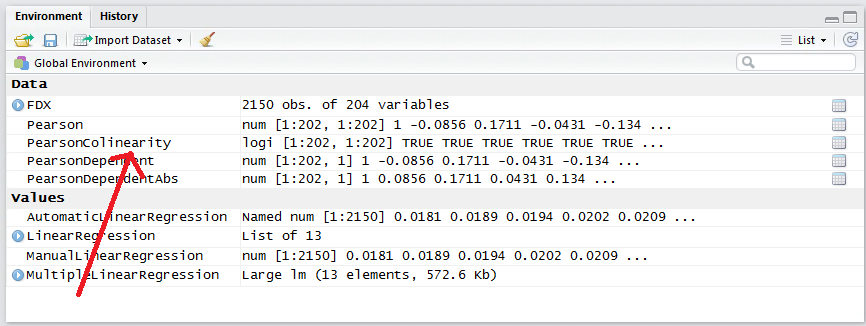 Environment History
Import Dataset List
Global Environment
Data
FDX 2150 obs. of 204 variables
Pearson num [1:202, 1:202] 1 -0.0856 0.1711 -0.0431 -0.134 ...
PearsonColinearity logi [1:202, 1:202] TRUE TRUE TRUE TRUE TRUE TRUE ...
PearsonDependent num [1:202, 1] 1 -0.0856 0.1711 -0.0431 -0.134 ...
PearsonDependentAbs num [1:202, 1] 1 0.0856 0.1711 0.0431 0.134 ...
Values
AutomaticLinearRegression Named num [1:2150] 0.0181 0.0189 0.0194 0.0202 0.0209 ...
LinearRegression List of 13
ManualLinearRegression num [1:2150] 0.0181 0.0189 0.0194 0.0202 0.0209 ...
MultipleLinearRegression Large lm (13 elements, 572.6 Kb)